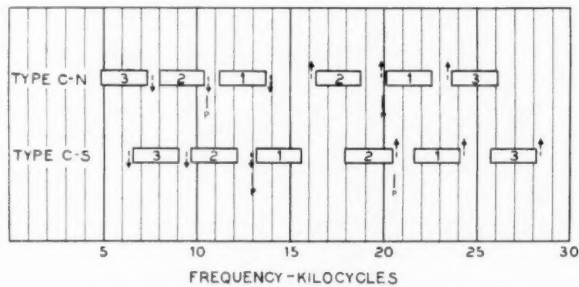 TYPE C-N 3 2 1 2 1 3
P P
TYPE C-S 3 2 1 2 1 3
P P
5 10 15 20 25 30
FREQUENCY-KILOCYCLES